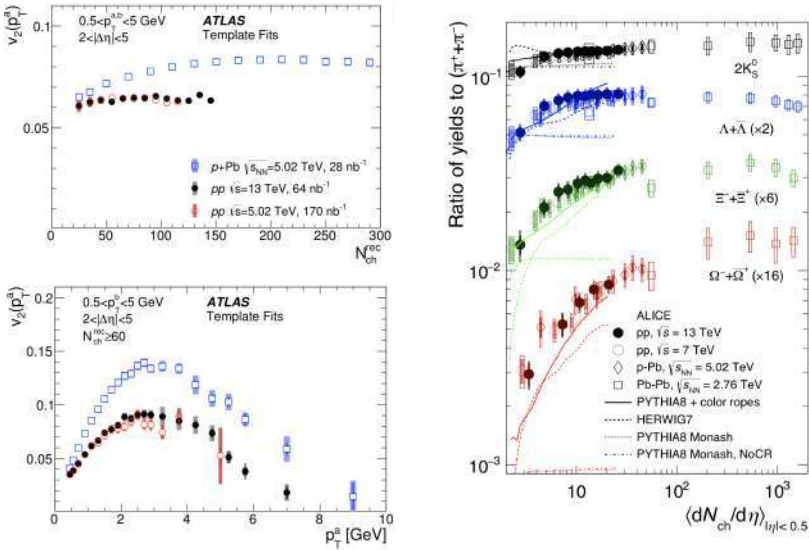 v₂(p_T^a)
0.5<p_T^{a,b}<5 GeV
2<|Δη|<5
ATLAS
Template Fits
0.1
0.05
p+Pb √s_NN=5.02 TeV, 28 nb⁻¹
pp √s=13 TeV, 64 nb⁻¹
pp √s=5.02 TeV, 170 nb⁻¹
0 50 100 150 200 250 300
N_ch^rec
v₂(p_T^a)
0.5<p_T^b<5 GeV
2<|Δη|<5
N_ch^rec≥60
ATLAS
Template Fits
0.2
0.15
0.1
0.05
0 2 4 6 8 10
p_T^a [GeV]
Ratio of yields to (π⁺+π⁻)
10⁻¹
10⁻²
10⁻³
2K_S^0
Λ+Λ̅ (×2)
Ξ⁻+Ξ̅⁺ (×6)
Ω⁻+Ω̅⁺ (×16)
ALICE
pp, √s = 13 TeV
pp, √s = 7 TeV
p-Pb, √s_NN = 5.02 TeV
Pb-Pb, √s_NN = 2.76 TeV
PYTHIA8 + color ropes
HERWIG7
PYTHIA8 Monash
PYTHIA8 Monash, NoCR
10 10² 10³
⟨dN_ch/dη⟩_{|η|< 0.5}